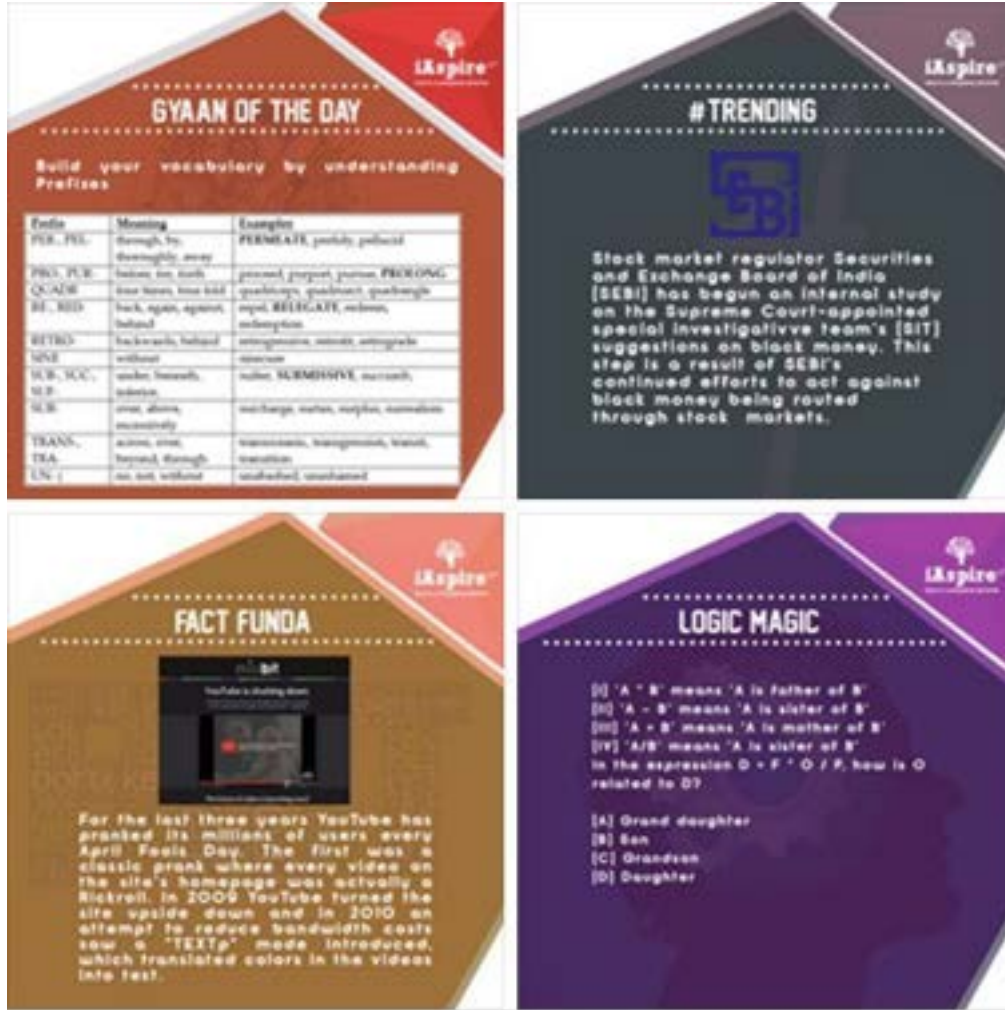 iAspire
GYAAN OF THE DAY
Build your vocabulary by understanding
Prefixes
Prefix Meaning Examples
PER-, PEL- through, by, PERMEATE, perfidy, pellucid
thoroughly, away
PRO-, PUR- before, for, forth proceed, purport, pursue, PROLONG
QUADR four times, four fold quadriceps, quadruped, quadrangle
RE-, RED- back, again, against, repel, RELEGATE,
behind redemption
RETRO- backwards, behind retrogressive, retrograde
SINE without sinecure
SUB-, SUC-, under, beneath, SUBMISSIVE, succumb,
SUF- inferior,
SUR- over, above, surcharge, surplus,
excessively
TRANS-, across, over, transgression, transit,
TRA- beyond, through transition
UN- no, not, without unabashed,
iAspire
#TRENDING
SEBI
Stock market regulator Securities
and Exchange Board of India
[SEBI] has begun an internal study
on the Supreme Court-appointed
special investigativve team's [SIT]
suggestions on black money. This
step is a result of SEBI's
continued efforts to act against
black money being routed
through stock markets.
iAspire
FACT FUNDA
YouTube is shutting down
For the last three years YouTube has
pranked its millions of users every
April Fools Day. The first was a
classic prank where every video on
the site's homepage was actually a
Rickroll. In 2009 YouTube turned the
site upside down and in 2010 an
attempt to reduce bandwidth costs
saw a "TEXTp" mode introduced,
which translated colors in the videos
into text.
iAspire
LOGIC MAGIC
[I] 'A * B' means 'A is father of B'
[II] 'A - B' means 'A is sister of B'
[III] 'A + B' means 'A is mother of B'
[IV] 'A/B' means 'A is sister of B'
In the expression D + F * O / P, how is O
related to D?
[A] Grand daughter
[B] Son
[C] Grandson
[D] Daughter